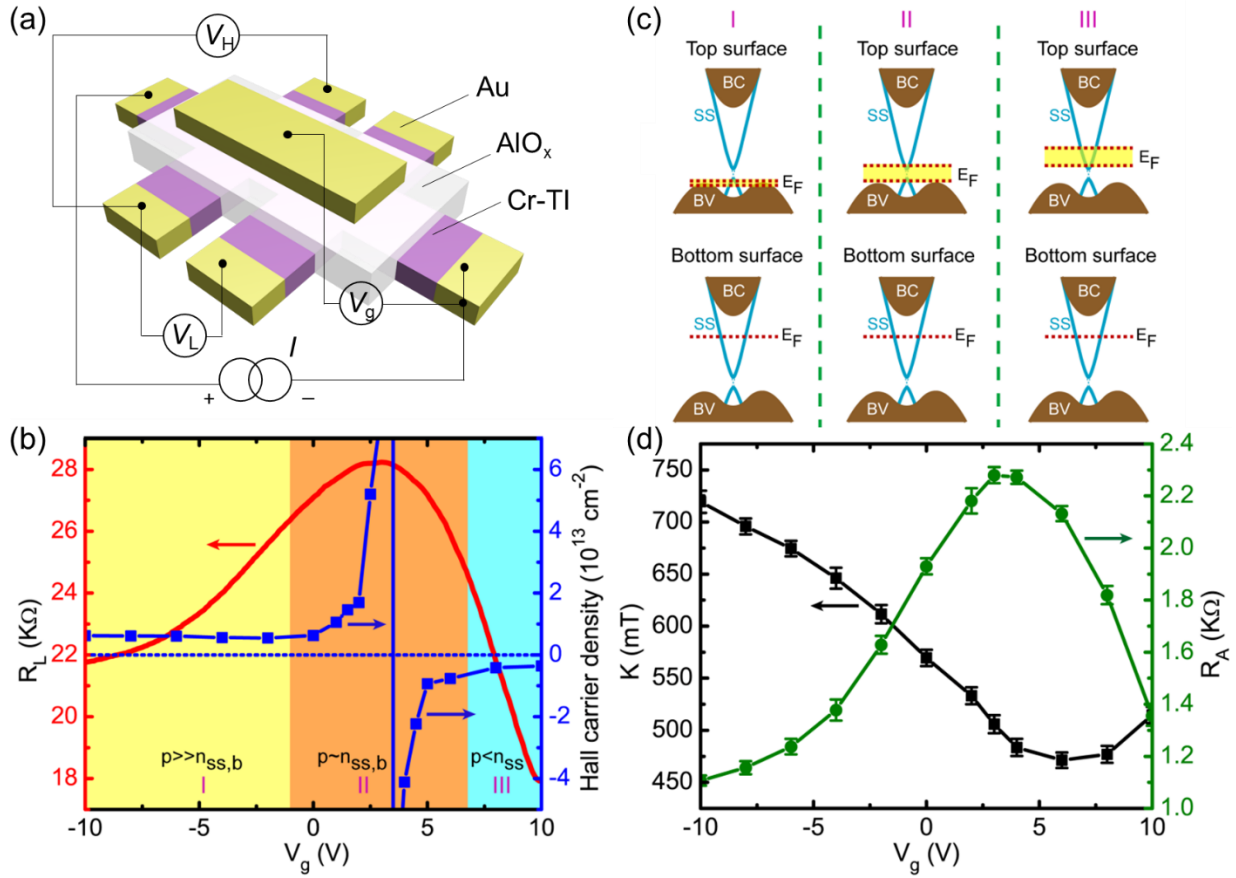 (a)
V_H
Au
AlO_x
Cr-TI
V_g
V_L
I
+ −
(c)
I II III
Top surface Top surface Top surface
BC BC BC
SS SS SS
E_F E_F E_F
BV BV BV
Bottom surface Bottom surface Bottom surface
BC BC BC
SS SS SS
E_F E_F E_F
BV BV BV
(b)
R_L (KΩ)
28
26
24
22
20
18
6
4
2
0
-2
-4
Hall carrier density (10^13 cm^-2)
p>>n_ss,b p~n_ss,b p<n_ss
I II III
-10 -5 0 5 10
V_g (V)
(d)
K (mT)
750
700
650
600
550
500
450
2.4
2.2
2.0
1.8
1.6
1.4
1.2
1.0
R_A (KΩ)
-10 -5 0 5 10
V_g (V)